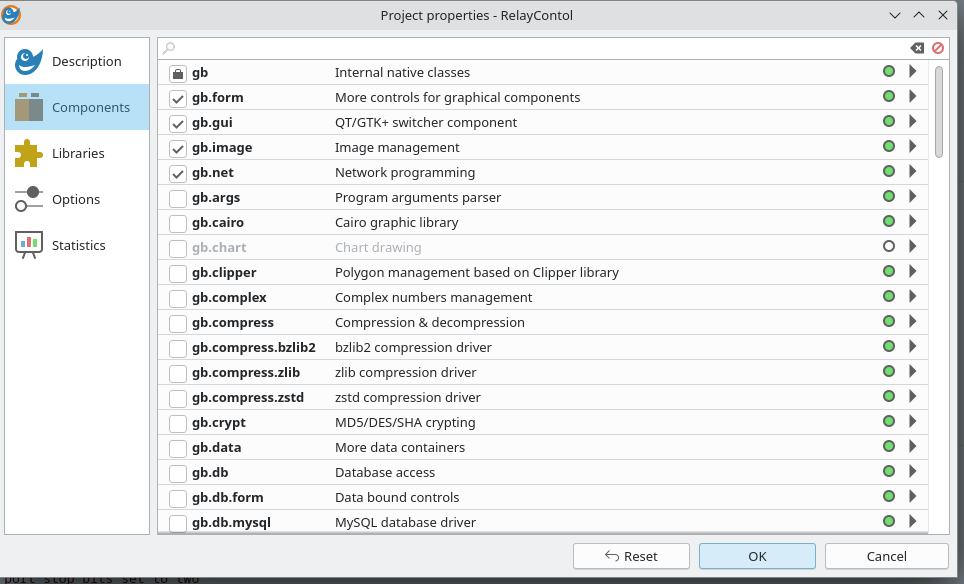 Project properties - RelayContol
Description
Components
Libraries
Options
Statistics
gb Internal native classes
gb.form More controls for graphical components
gb.gui QT/GTK+ switcher component
gb.image Image management
gb.net Network programming
gb.args Program arguments parser
gb.cairo Cairo graphic library
gb.chart Chart drawing
gb.clipper Polygon management based on Clipper library
gb.complex Complex numbers management
gb.compress Compression & decompression
gb.compress.bzlib2 bzlib2 compression driver
gb.compress.zlib zlib compression driver
gb.compress.zstd zstd compression driver
gb.crypt MD5/DES/SHA crypting
gb.data More data containers
gb.db Database access
gb.db.form Data bound controls
gb.db.mysql MySQL database driver
Reset OK Cancel
port stop bits set to two